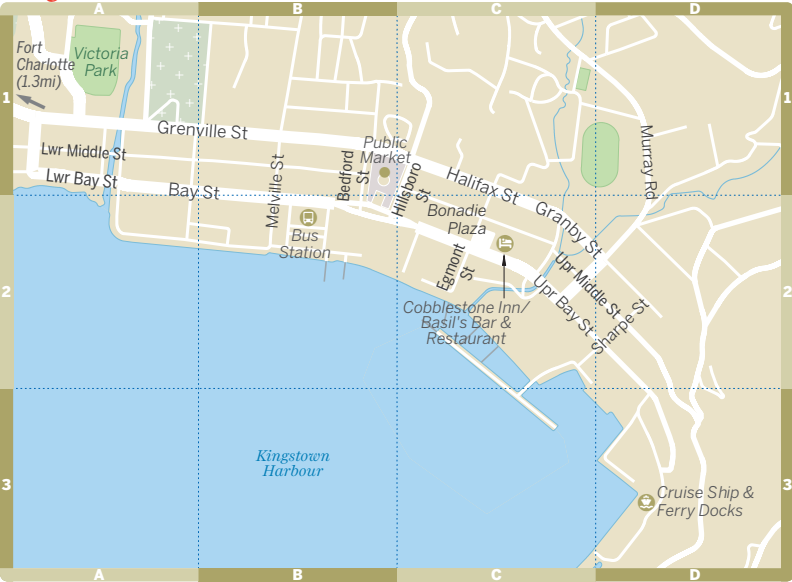 A
B
C
D
Fort
Charlotte
(1.3mi)
Victoria
Park
1
1
Grenville St
Public
Market
Lwr Middle St
Murray Rd
Lwr Bay St
Bay St
Melville St
Bedford
St
Hillsboro
St
Halifax St
Granby St
Bonadie
Plaza
Bus
Station
Egmont
St
Upr Middle St
Upr Bay St
Sharpe St
2
2
Cobblestone Inn/
Basil's Bar &
Restaurant
Kingstown
Harbour
3
3
Cruise Ship &
Ferry Docks
A
B
C
D